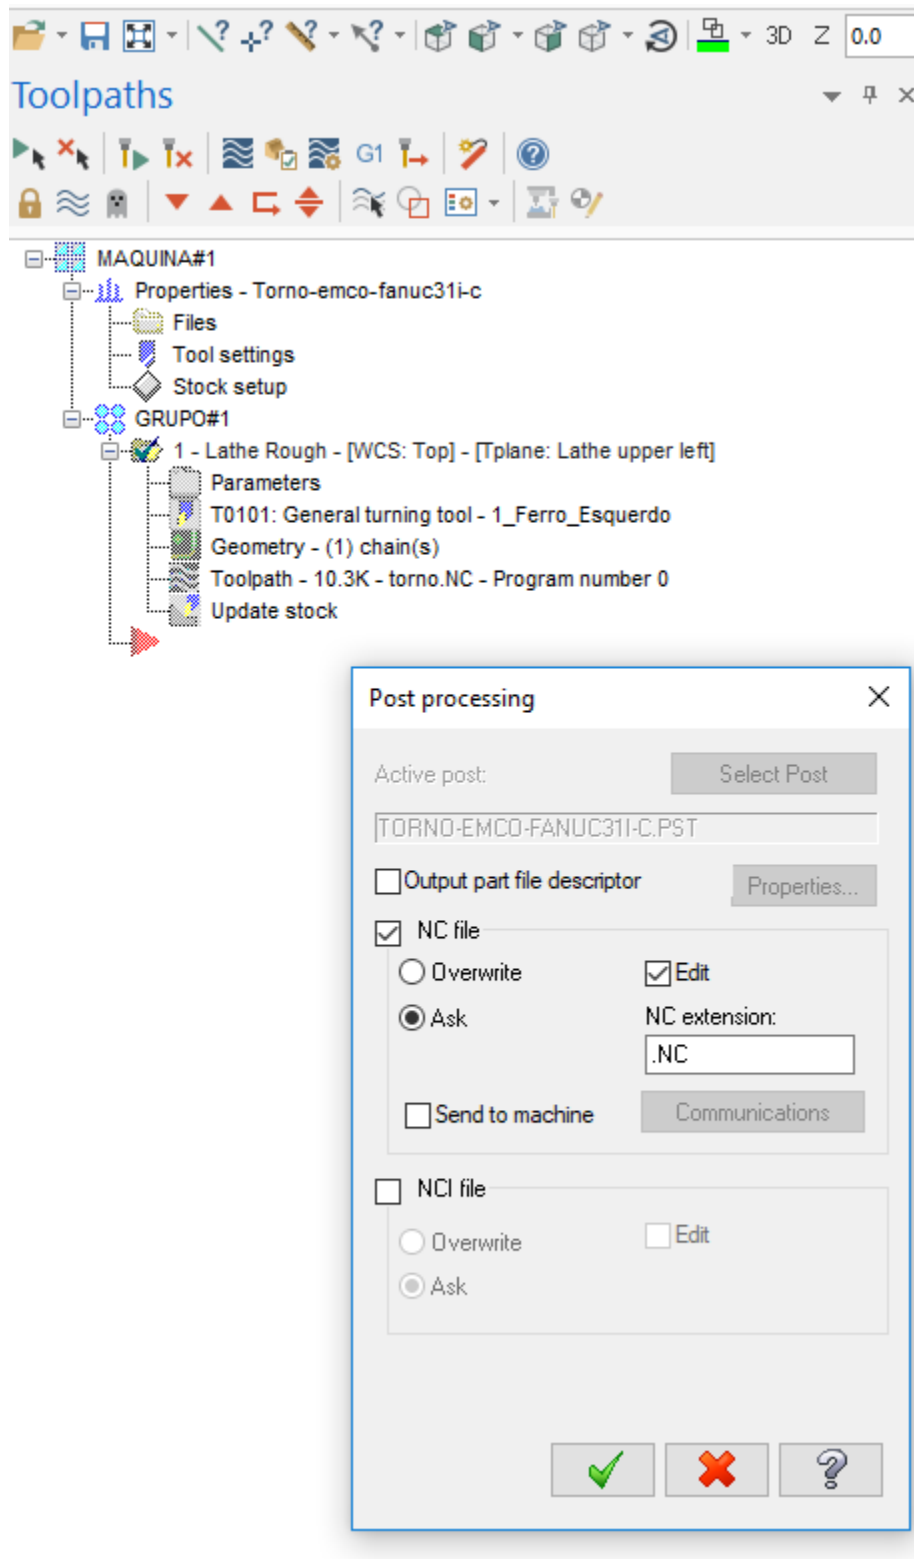 3D Z 0.0
Toolpaths
G1
MAQUINA#1
Properties - Torno-emco-fanuc31i-c
Files
Tool settings
Stock setup
GRUPO#1
1 - Lathe Rough - [WCS: Top] - [Tplane: Lathe upper left]
Parameters
T0101: General turning tool - 1_Ferro_Esquerdo
Geometry - (1) chain(s)
Toolpath - 10.3K - torno.NC - Program number 0
Update stock
Post processing
Active post: Select Post
TORNO-EMCO-FANUC31I-C.PST
Output part file descriptor Properties...
NC file
Overwrite Edit
Ask NC extension:
.NC
Send to machine Communications
NCI file
Overwrite Edit
Ask